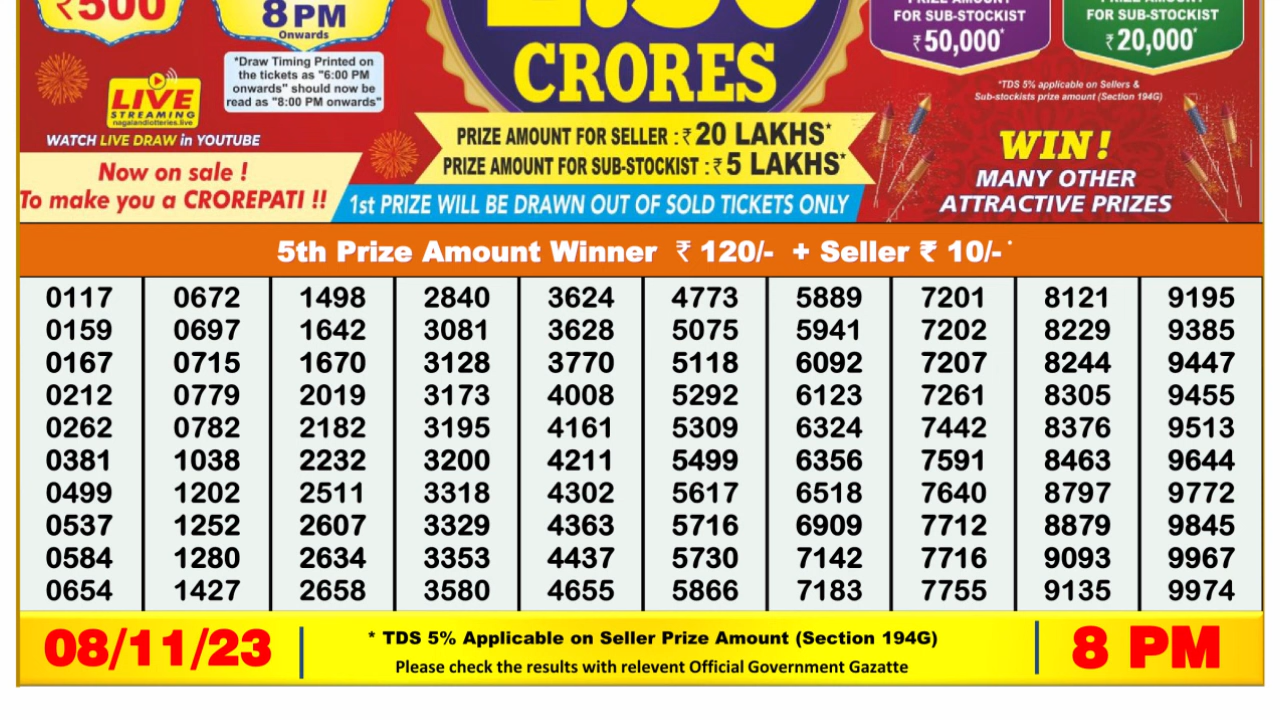 ₹500
8 PM
Onwards
*Draw Timing Printed on
the tickets as "6:00 PM
onwards" should now be
read as "8:00 PM onwards"
LIVE
STREAMING
nagalandlotteries.live
WATCH LIVE DRAW in YOUTUBE
Now on sale !
To make you a CROREPATI !!
CRORES
PRIZE AMOUNT FOR SELLER : ₹ 20 LAKHS*
PRIZE AMOUNT FOR SUB-STOCKIST : ₹ 5 LAKHS*
1st PRIZE WILL BE DRAWN OUT OF SOLD TICKETS ONLY
PRIZE AMOUNT
FOR SUB-STOCKIST
₹ 50,000*
PRIZE AMOUNT
FOR SUB-STOCKIST
₹ 20,000*
*TDS 5% applicable on Sellers &
Sub-stockists prize amount (Section 194G)
WIN !
MANY OTHER
ATTRACTIVE PRIZES
5th Prize Amount Winner ₹ 120/- + Seller ₹ 10/- *
0117 0672 1498 2840 3624 4773 5889 7201 8121 9195
0159 0697 1642 3081 3628 5075 5941 7202 8229 9385
0167 0715 1670 3128 3770 5118 6092 7207 8244 9447
0212 0779 2019 3173 4008 5292 6123 7261 8305 9455
0262 0782 2182 3195 4161 5309 6324 7442 8376 9513
0381 1038 2232 3200 4211 5499 6356 7591 8463 9644
0499 1202 2511 3318 4302 5617 6518 7640 8797 9772
0537 1252 2607 3329 4363 5716 6909 7712 8879 9845
0584 1280 2634 3353 4437 5730 7142 7716 9093 9967
0654 1427 2658 3580 4655 5866 7183 7755 9135 9974
08/11/23
* TDS 5% Applicable on Seller Prize Amount (Section 194G)
Please check the results with relevent Official Government Gazatte
8 PM